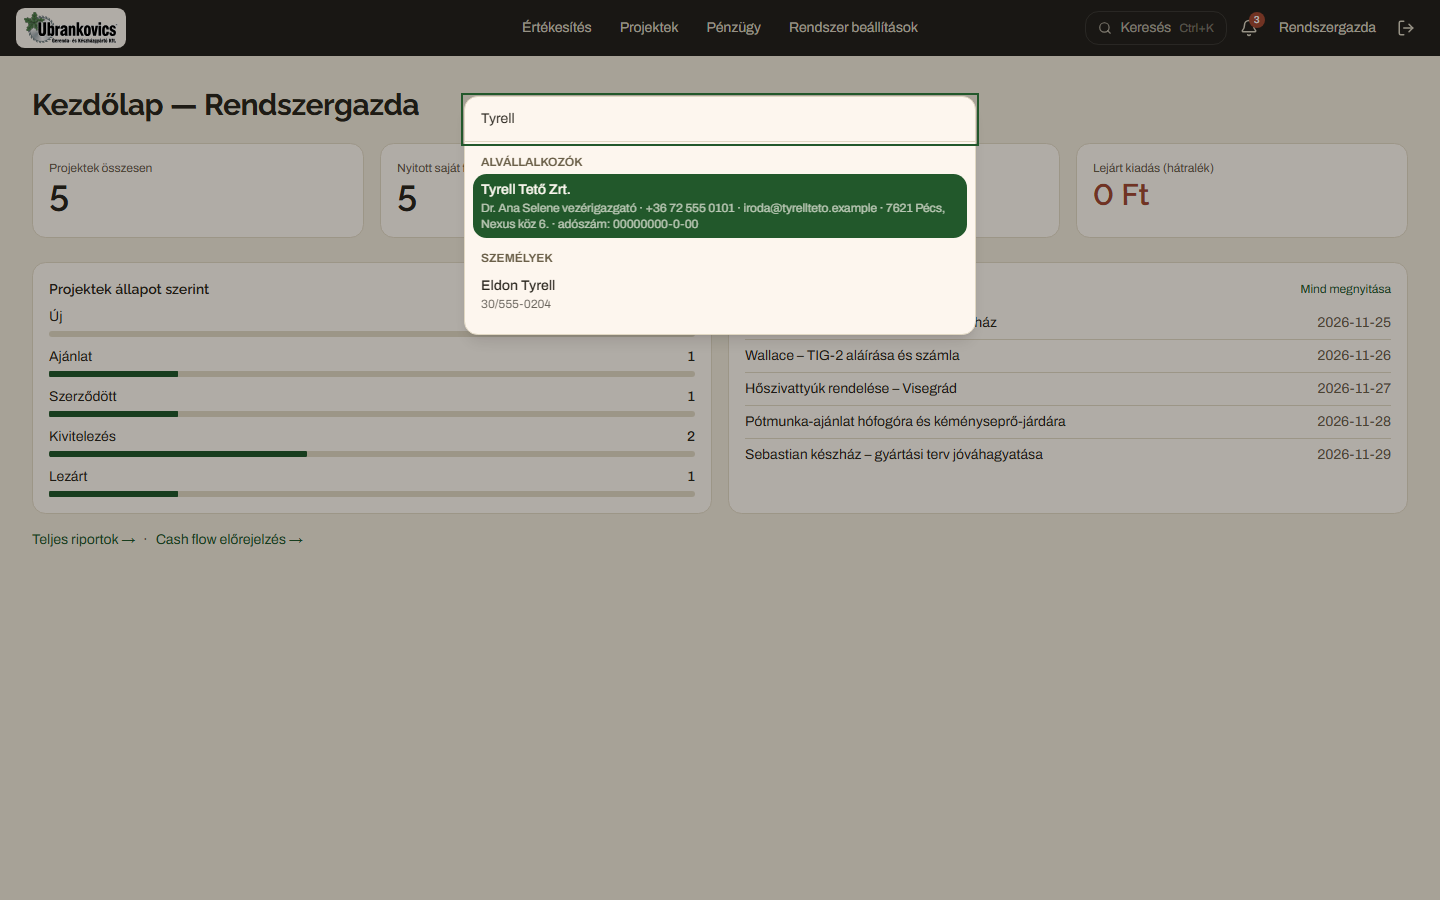 Ubrankovics
Gerenda- és Készházgyártó Kft.
Értékesítés
Projektek
Pénzügy
Rendszer beállítások
Keresés Ctrl+K
3
Rendszergazda
Kezdőlap — Rendszergazda
Tyrell
ALVÁLLALKOZÓK
Tyrell Tető Zrt.
Dr. Ana Selene vezérigazgató · +36 72 555 0101 · iroda@tyrellteto.example · 7621 Pécs,
Nexus köz 6. · adószám: 00000000-0-00
SZEMÉLYEK
Eldon Tyrell
30/555-0204
Projektek összesen
5
Nyitott saját
5
Lejárt kiadás (hátralék)
0 Ft
Projektek állapot szerint
Új
Ajánlat 1
Szerződött 1
Kivitelezés 2
Lezárt 1
Mind megnyitása
ház 2026-11-25
Wallace – TIG-2 aláírása és számla 2026-11-26
Hőszivattyúk rendelése – Visegrád 2026-11-27
Pótmunka-ajánlat hófogóra és kéményseprő-járdára 2026-11-28
Sebastian készház – gyártási terv jóváhagyatása 2026-11-29
Teljes riportok → · Cash flow előrejelzés →